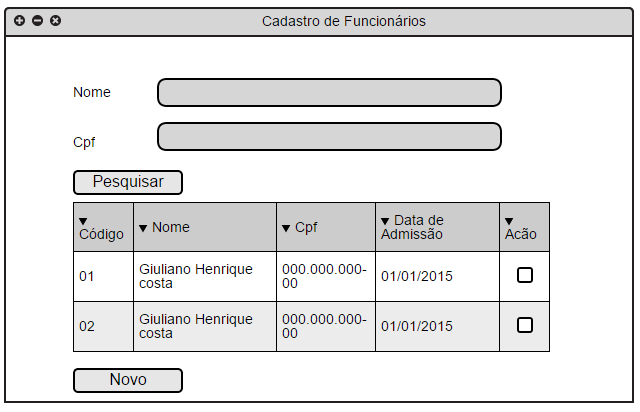 Cadastro de Funcionários
Nome
Cpf
Pesquisar
Código Nome Cpf Data de Admissão Acão
01 Giuliano Henrique costa 000.000.000-00 01/01/2015
02 Giuliano Henrique costa 000.000.000-00 01/01/2015
Novo